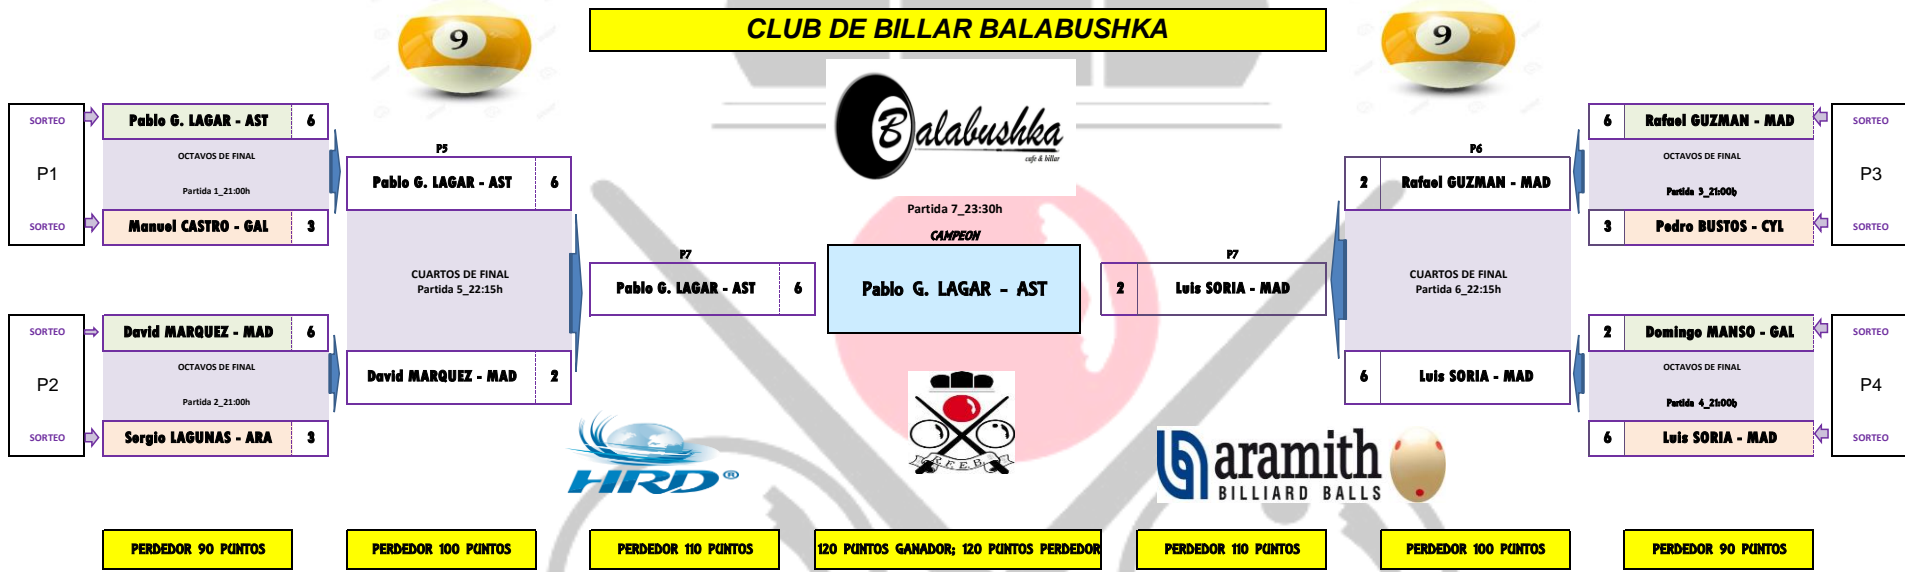 CLUB DE BILLAR BALABUSHKA
9
9
Balabushka
cafe & billar
SORTEO
P1
SORTEO
Pablo G. LAGAR - AST 6
OCTAVOS DE FINAL
Partida 1_21:00h
Manuel CASTRO - GAL 3
SORTEO
P2
SORTEO
David MARQUEZ - MAD 6
OCTAVOS DE FINAL
Partida 2_21:00h
Sergio LAGUNAS - ARA 3
P5
Pablo G. LAGAR - AST 6
CUARTOS DE FINAL
Partida 5_22:15h
David MARQUEZ - MAD 2
P7
Pablo G. LAGAR - AST 6
Partida 7_23:30h
CAMPEON
Pablo G. LAGAR - AST
P7
2 Luis SORIA - MAD
P6
2 Rafael GUZMAN - MAD
CUARTOS DE FINAL
Partida 6_22:15h
6 Luis SORIA - MAD
6 Rafael GUZMAN - MAD
OCTAVOS DE FINAL
Partida 3_21:00h
3 Pedro BUSTOS - CYL
SORTEO
P3
SORTEO
2 Domingo MANSO - GAL
OCTAVOS DE FINAL
Partida 4_21:00h
6 Luis SORIA - MAD
SORTEO
P4
SORTEO
HRD®
R.F.E.B.
aramith
BILLIARD BALLS
PERDEDOR 90 PUNTOS
PERDEDOR 100 PUNTOS
PERDEDOR 110 PUNTOS
120 PUNTOS GANADOR; 120 PUNTOS PERDEDOR
PERDEDOR 110 PUNTOS
PERDEDOR 100 PUNTOS
PERDEDOR 90 PUNTOS